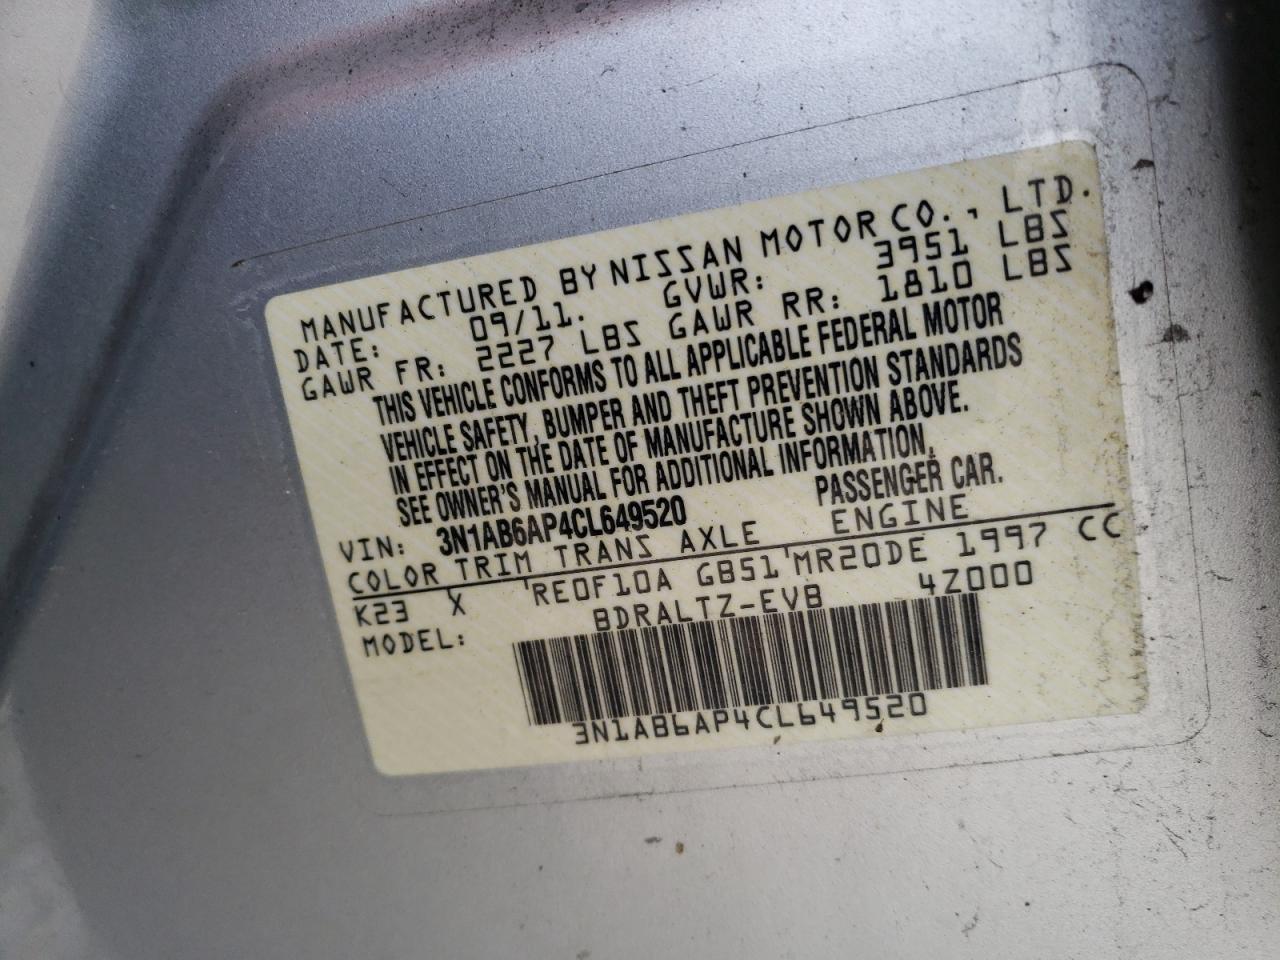 MANUFACTURED BY NISSAN MOTOR CO., LTD.
DATE: 09/11. GVWR: 3951 LBS
GAWR FR: 2227 LBS GAWR RR: 1810 LBS
THIS VEHICLE CONFORMS TO ALL APPLICABLE FEDERAL MOTOR
VEHICLE SAFETY, BUMPER AND THEFT PREVENTION STANDARDS
IN EFFECT ON THE DATE OF MANUFACTURE SHOWN ABOVE.
SEE OWNER'S MANUAL FOR ADDITIONAL INFORMATION.
VIN: 3N1AB6AP4CL649520 PASSENGER CAR.
COLOR TRIM TRANS AXLE ENGINE
K23 X RE0F10A GB51 MR20DE 1997 CC
MODEL: BDRALTZ-EVB 4Z000
3N1AB6AP4CL649520